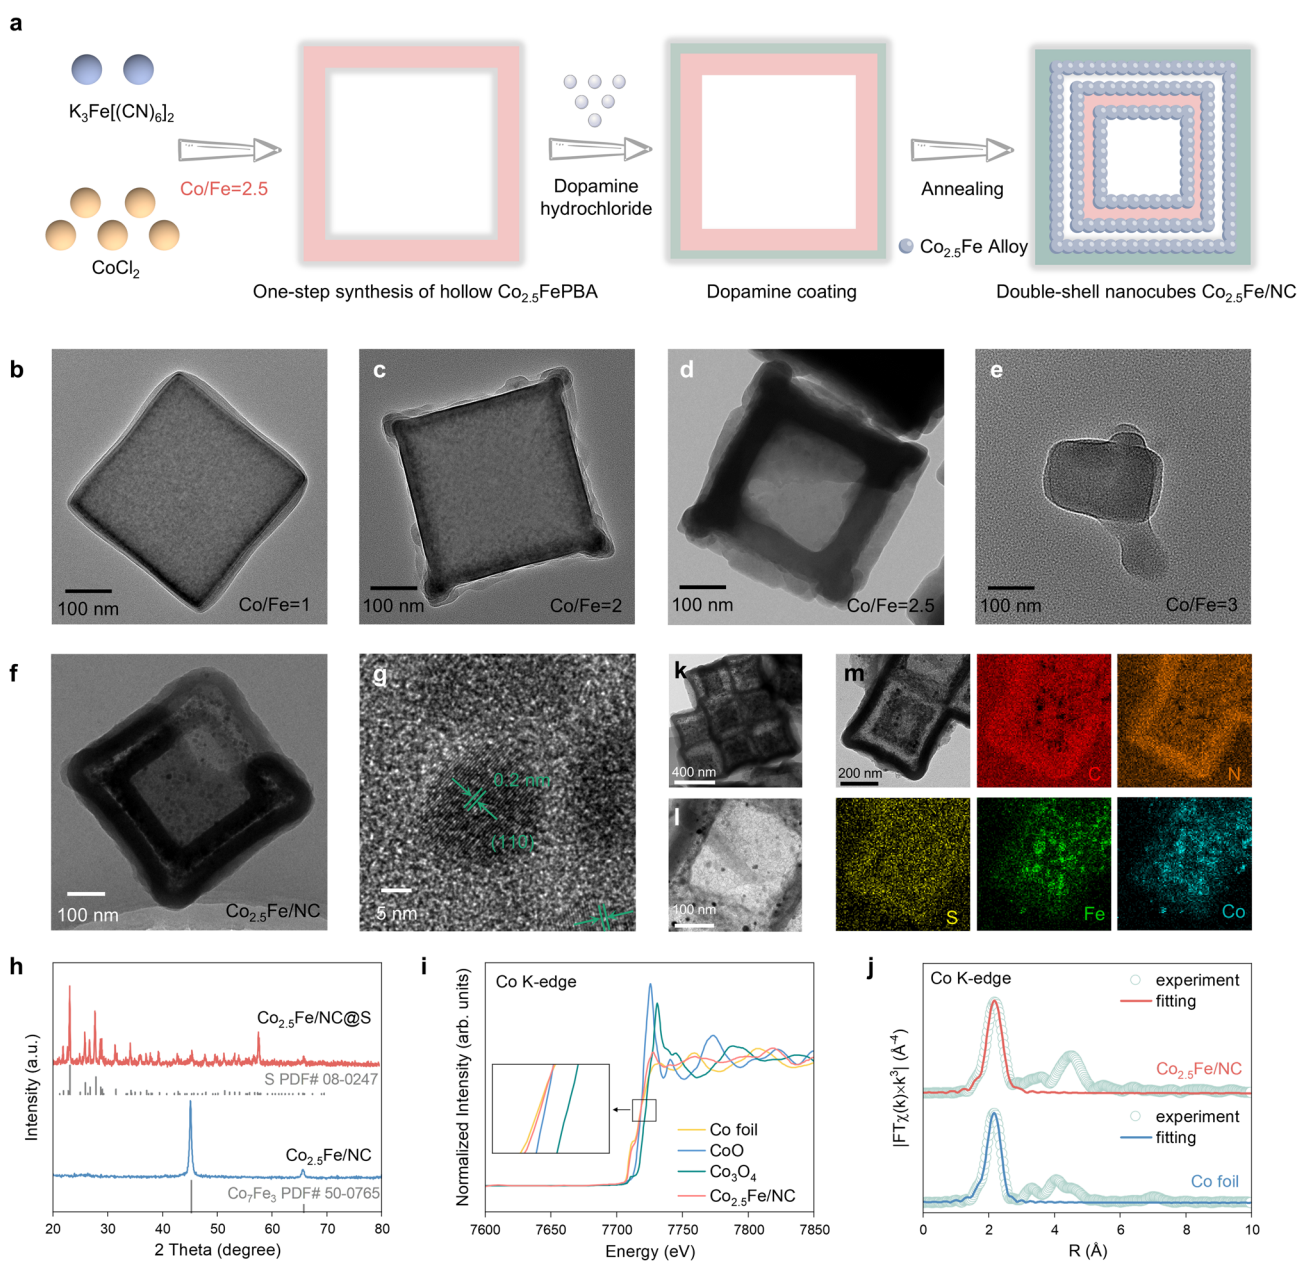 a
K₃Fe[(CN)₆]₂
Co/Fe=2.5
CoCl₂
Dopamine
hydrochloride
Annealing
Co₂.₅Fe Alloy
One-step synthesis of hollow Co₂.₅FePBA
Dopamine coating
Double-shell nanocubes Co₂.₅Fe/NC
b
100 nm
Co/Fe=1
c
100 nm
Co/Fe=2
d
100 nm
Co/Fe=2.5
e
100 nm
Co/Fe=3
f
100 nm
Co₂.₅Fe/NC
g
0.2 nm
(110)
5 nm
k
400 nm
l
100 nm
m
200 nm
C
N
S
Fe
Co
h
Intensity (a.u.)
Co₂.₅Fe/NC@S
S PDF# 08-0247
Co₂.₅Fe/NC
Co₇Fe₃ PDF# 50-0765
20 30 40 50 60 70 80
2 Theta (degree)
i
Normalized Intensity (arb. units)
Co K-edge
Co foil
CoO
Co₃O₄
Co₂.₅Fe/NC
7600 7650 7700 7750 7800 7850
Energy (eV)
j
|FTχ(k)×k³| (Å⁻⁴)
Co K-edge
experiment
fitting
Co₂.₅Fe/NC
experiment
fitting
Co foil
0 2 4 6 8 10
R (Å)